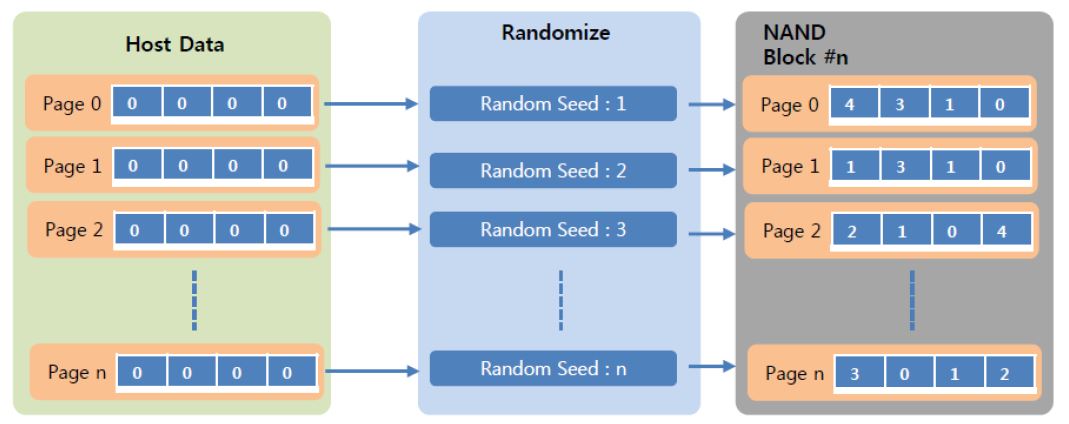 Host Data
Randomize
NAND
Block #n
Page 0 0 0 0 0
Random Seed : 1
Page 0 4 3 1 0
Page 1 0 0 0 0
Random Seed : 2
Page 1 1 3 1 0
Page 2 0 0 0 0
Random Seed : 3
Page 2 2 1 0 4
Page n 0 0 0 0
Random Seed : n
Page n 3 0 1 2